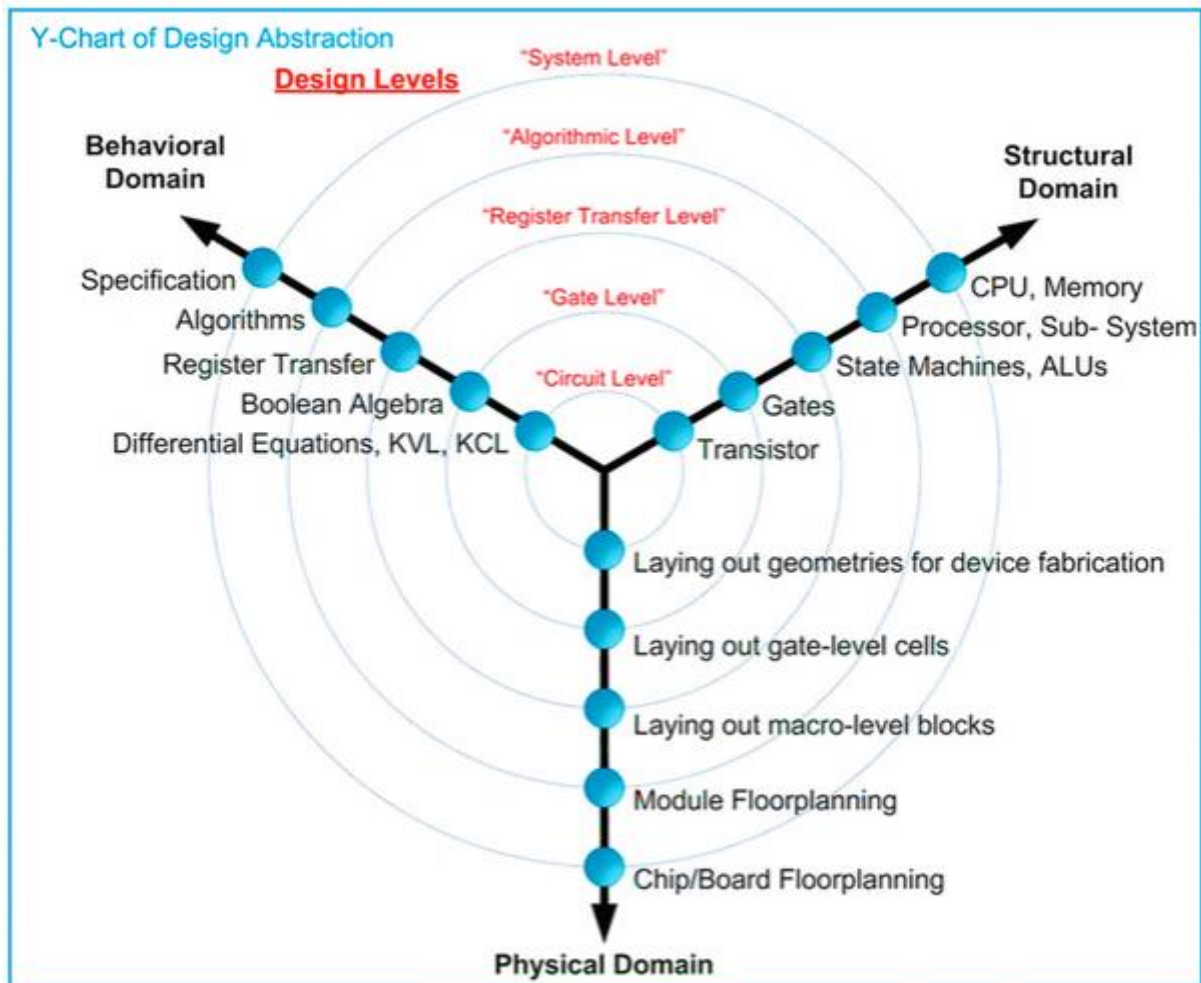 Y-Chart of Design Abstraction
Design Levels
"System Level"
"Algorithmic Level"
"Register Transfer Level"
"Gate Level"
"Circuit Level"
Behavioral
Domain
Specification
Algorithms
Register Transfer
Boolean Algebra
Differential Equations, KVL, KCL
Structural
Domain
CPU, Memory
Processor, Sub- System
State Machines, ALUs
Gates
Transistor
Laying out geometries for device fabrication
Laying out gate-level cells
Laying out macro-level blocks
Module Floorplanning
Chip/Board Floorplanning
Physical Domain